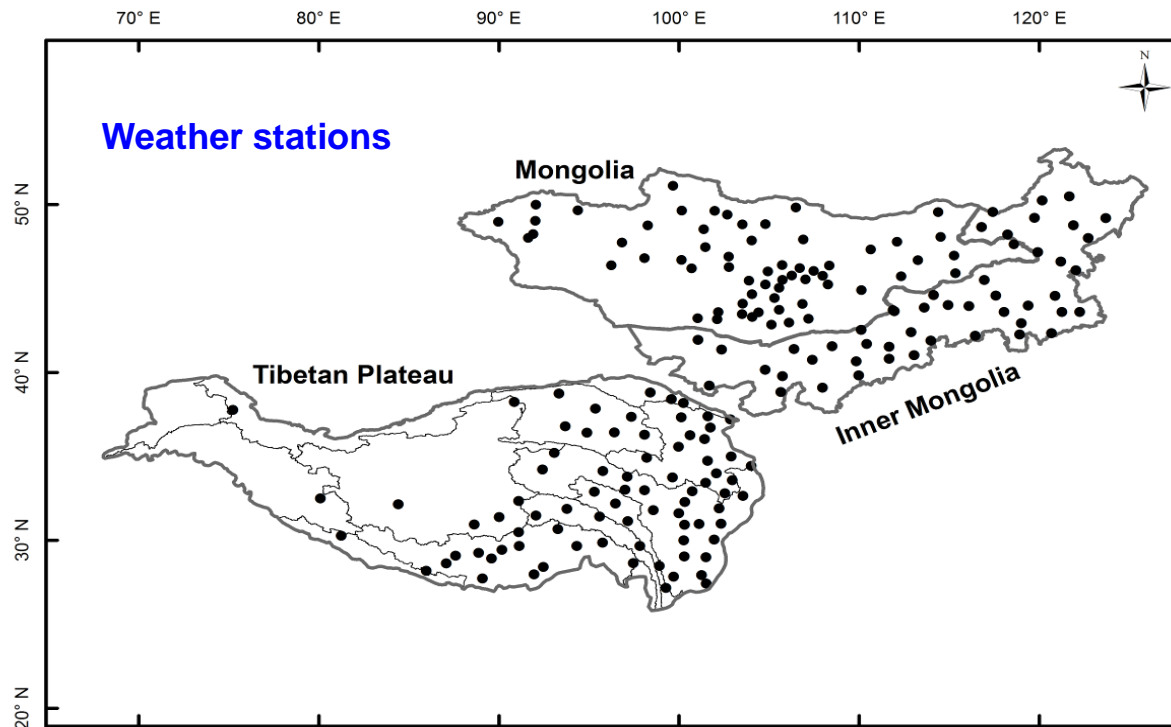 70° E 80° E 90° E 100° E 110° E 120° E
N
Weather stations
Mongolia
50° N
Tibetan Plateau
40° N
Inner Mongolia
30° N
20° N